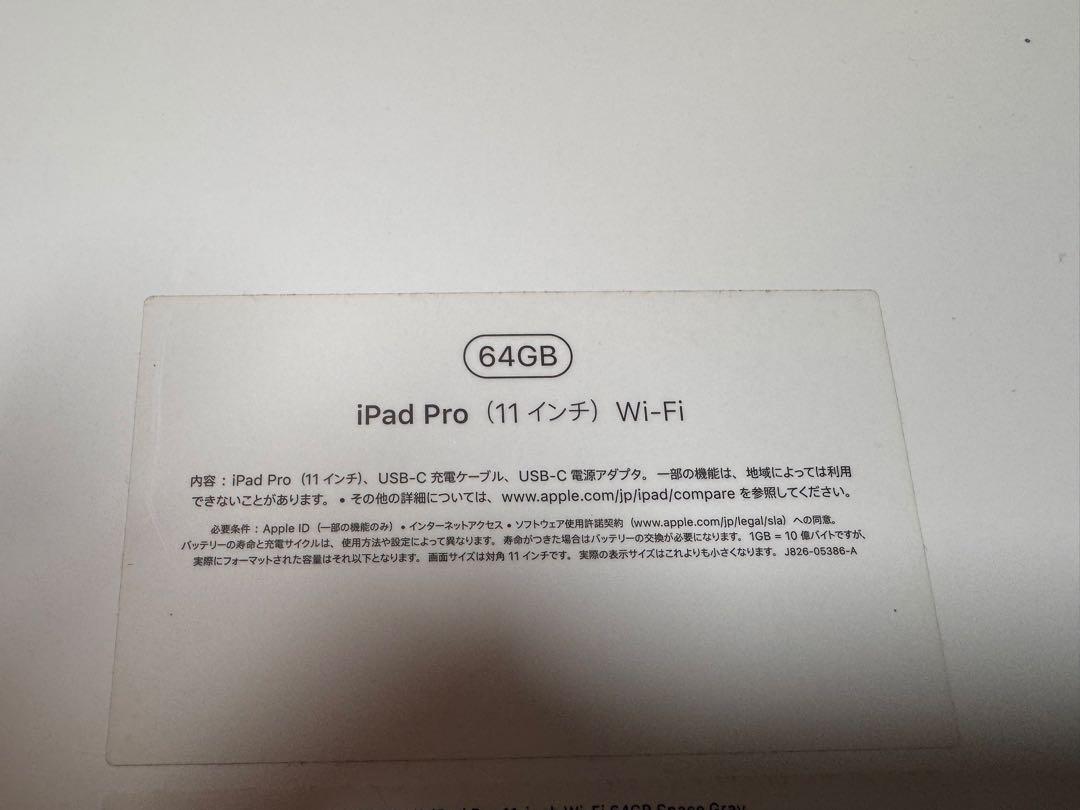 64GB
iPad Pro（11 インチ）Wi-Fi
内容：iPad Pro（11 インチ）、USB-C 充電ケーブル、USB-C 電源アダプタ。一部の機能は、地域によっては利用
できないことがあります。• その他の詳細については、www.apple.com/jp/ipad/compare を参照してください。
必要条件：Apple ID（一部の機能のみ）• インターネットアクセス • ソフトウェア使用許諾契約（www.apple.com/jp/legal/sla）への同意。
バッテリーの寿命と充電サイクルは、使用方法や設定によって異なります。寿命がつきた場合はバッテリーの交換が必要になります。1GB = 10 億バイトですが、
実際にフォーマットされた容量はそれ以下となります。画面サイズは対角 11 インチです。実際の表示サイズはこれよりも小さくなります。J826-05386-A
iPad Pro 11-inch Wi-Fi 64GB Space Gray